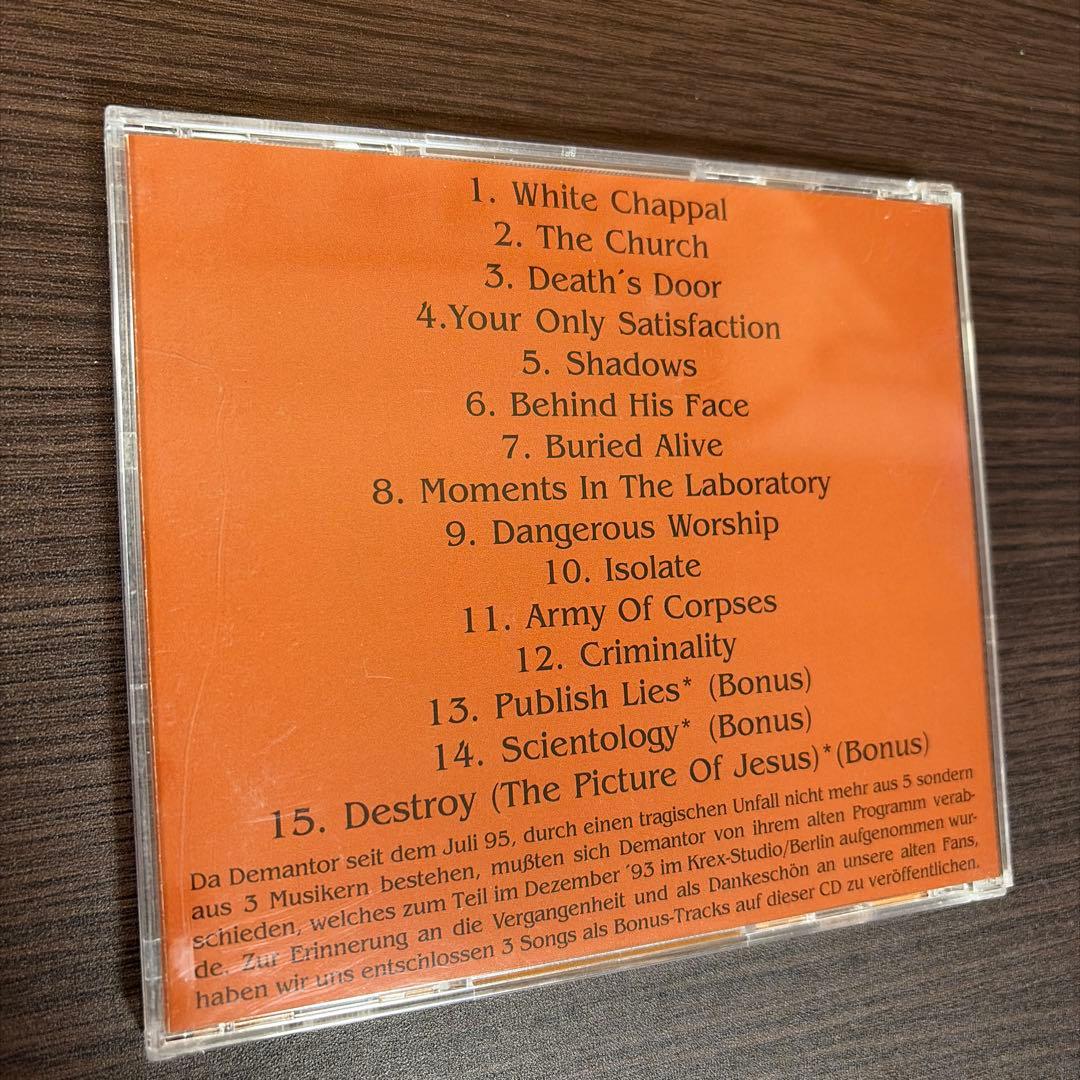 1. White Chappal
2. The Church
3. Death´s Door
4.Your Only Satisfaction
5. Shadows
6. Behind His Face
7. Buried Alive
8. Moments In The Laboratory
9. Dangerous Worship
10. Isolate
11. Army Of Corpses
12. Criminality
13. Publish Lies* (Bonus)
14. Scientology* (Bonus)
15. Destroy (The Picture Of Jesus)*(Bonus)
Da Demantor seit dem Juli 95, durch einen tragischen Unfall nicht mehr aus 5 sondern
aus 3 Musikern bestehen, mußten sich Demantor von ihrem alten Programm verab-
schieden, welches zum Teil im Dezember ´93 im Krex-Studio/Berlin aufgenommen wur-
de. Zur Erinnerung an die Vergangenheit und als Dankeschön an unsere alten Fans,
haben wir uns entschlossen 3 Songs als Bonus-Tracks auf dieser CD zu veröffentlichen.